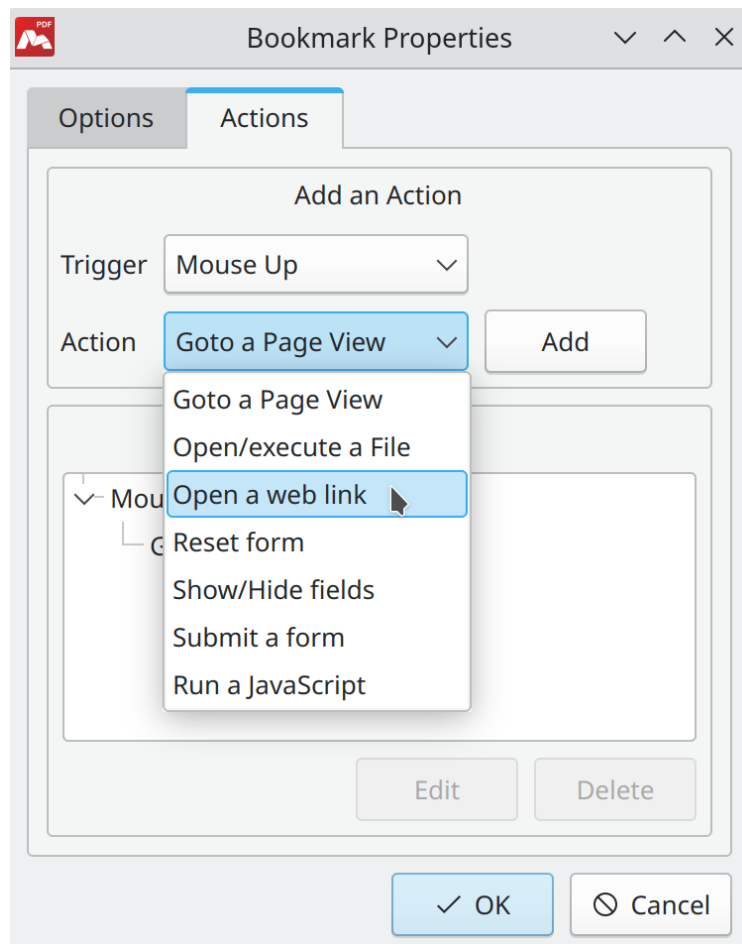 PDF
Bookmark Properties
Options Actions
Add an Action
Trigger Mouse Up
Action Goto a Page View Add
Goto a Page View
Open/execute a File
Open a web link
Reset form
Show/Hide fields
Submit a form
Run a JavaScript
Edit Delete
OK Cancel